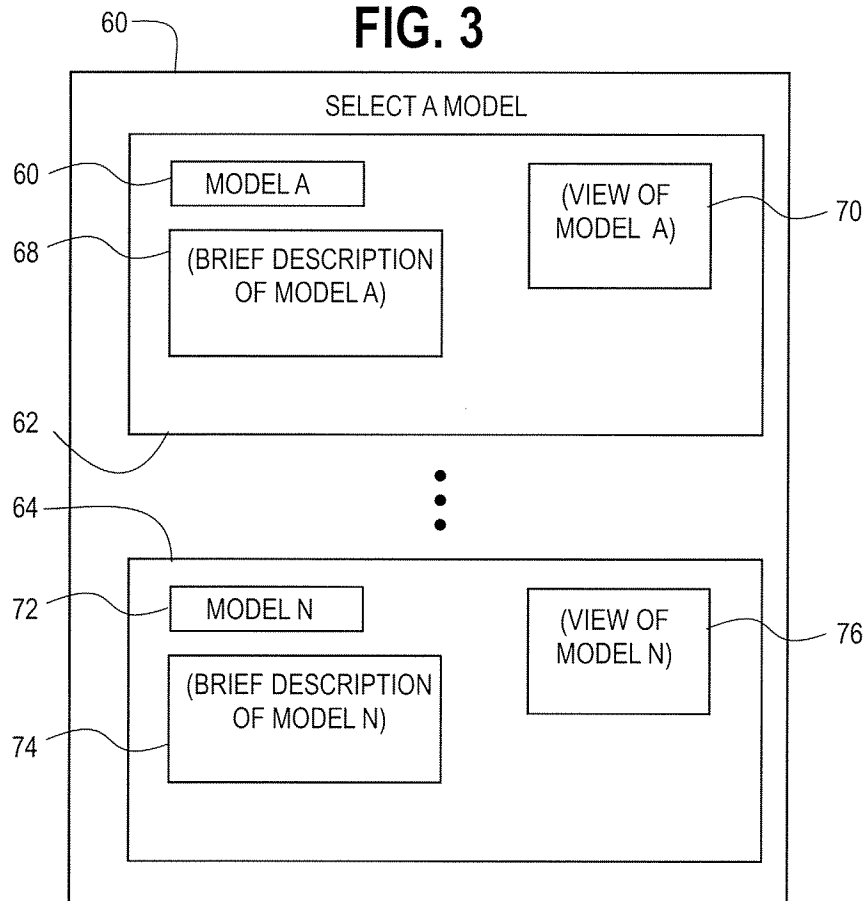 FIG. 3
60
SELECT A MODEL
60
MODEL A
(VIEW OF
MODEL A)
70
68
(BRIEF DESCRIPTION
OF MODEL A)
62
64
72
MODEL N
(VIEW OF
MODEL N)
76
(BRIEF DESCRIPTION
OF MODEL N)
74